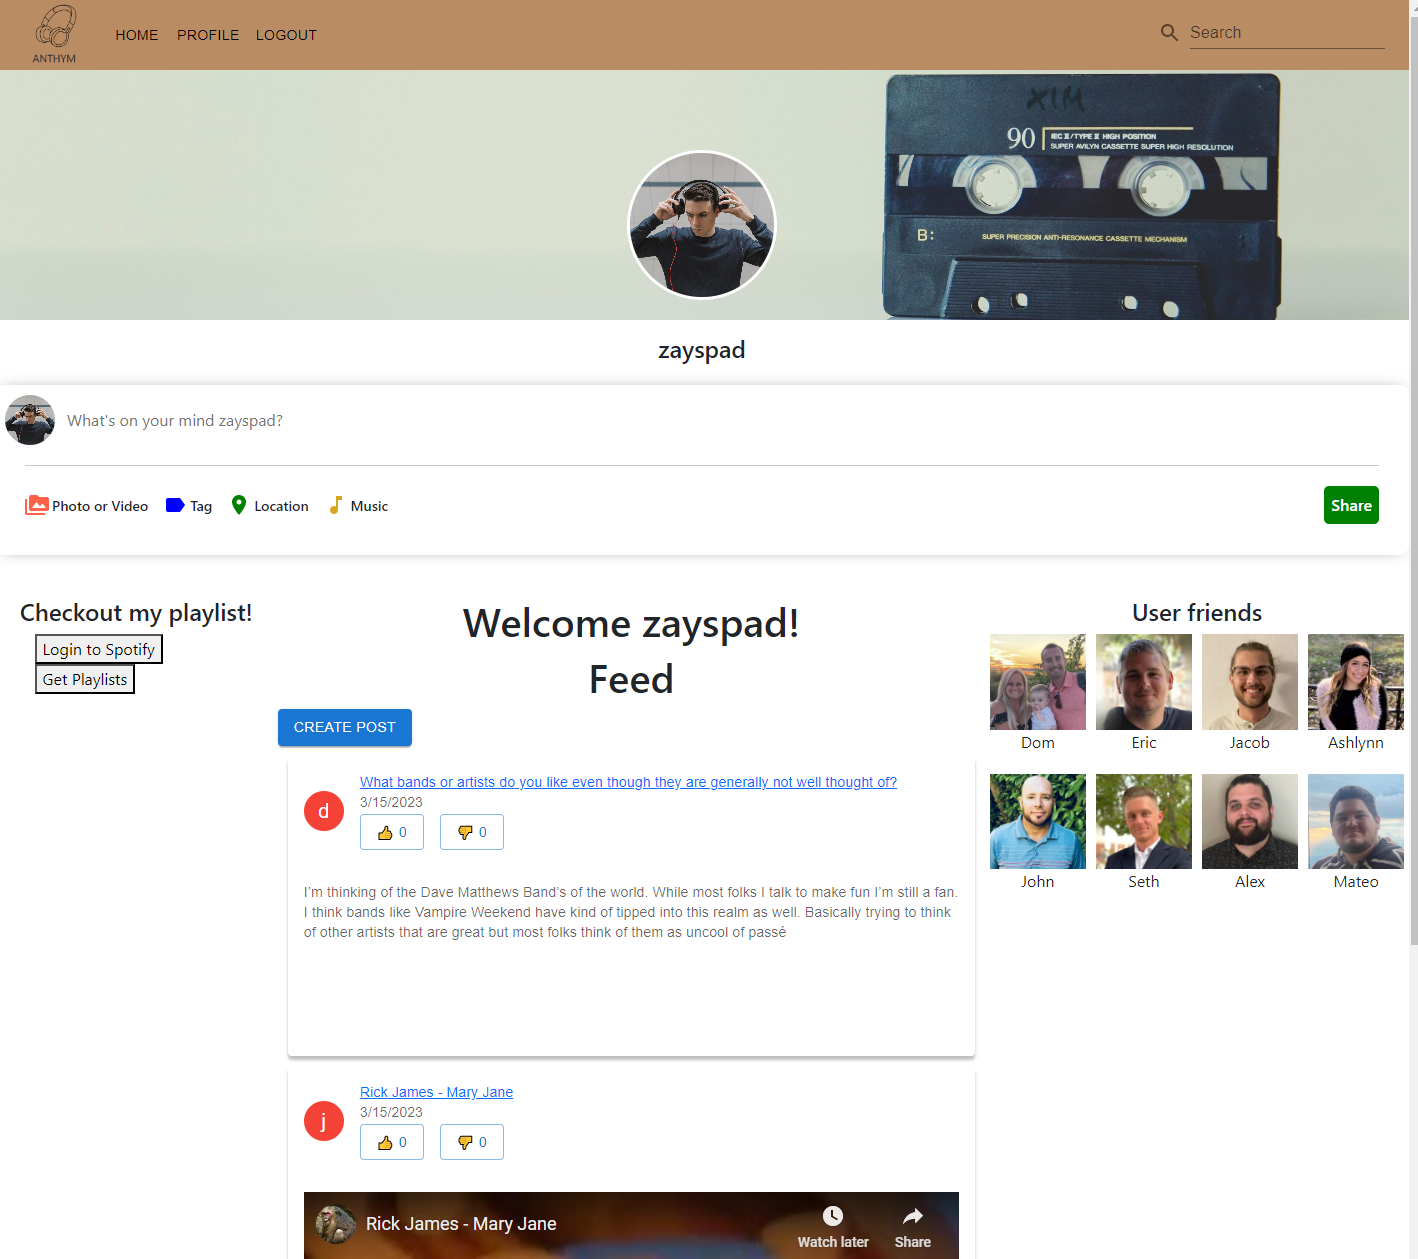 ANTHYM
HOME PROFILE LOGOUT
Search
XIM
90 IEC II/TYPE II HIGH POSITION
SUPER AVILYN CASSETTE SUPER HIGH RESOLUTION
B:
SUPER PRECISION ANTI-RESONANCE CASSETTE MECHANISM
zayspad
What's on your mind zayspad?
Photo or Video Tag Location Music
Share
Checkout my playlist!
Login to Spotify
Get Playlists
Welcome zayspad!
Feed
CREATE POST
d
What bands or artists do you like even though they are generally not well thought of?
3/15/2023
0 0
I'm thinking of the Dave Matthews Band's of the world. While most folks I talk to make fun I'm still a fan.
I think bands like Vampire Weekend have kind of tipped into this realm as well. Basically trying to think
of other artists that are great but most folks think of them as uncool of passé
j
Rick James - Mary Jane
3/15/2023
0 0
Rick James - Mary Jane
Watch later Share
User friends
Dom Eric Jacob Ashlynn
John Seth Alex Mateo